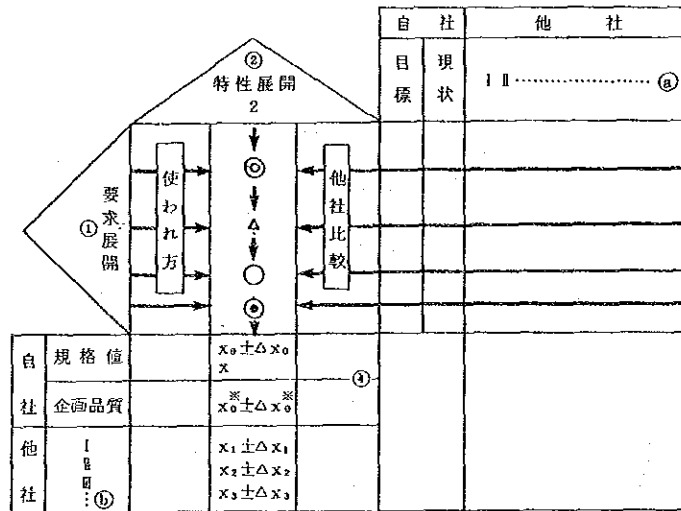 自社
他社
目標
現状
I II ………………… ⓐ
②
特性展開
2
①
要求展開
使われ方
◎
△
○
◉
他社比較
自社
規格値
x₀±△x₀
x
④
企画品質
x₀※±△x₀※
他社
I
II
III
⋮
ⓑ
x₁±△x₁
x₂±△x₂
x₃±△x₃